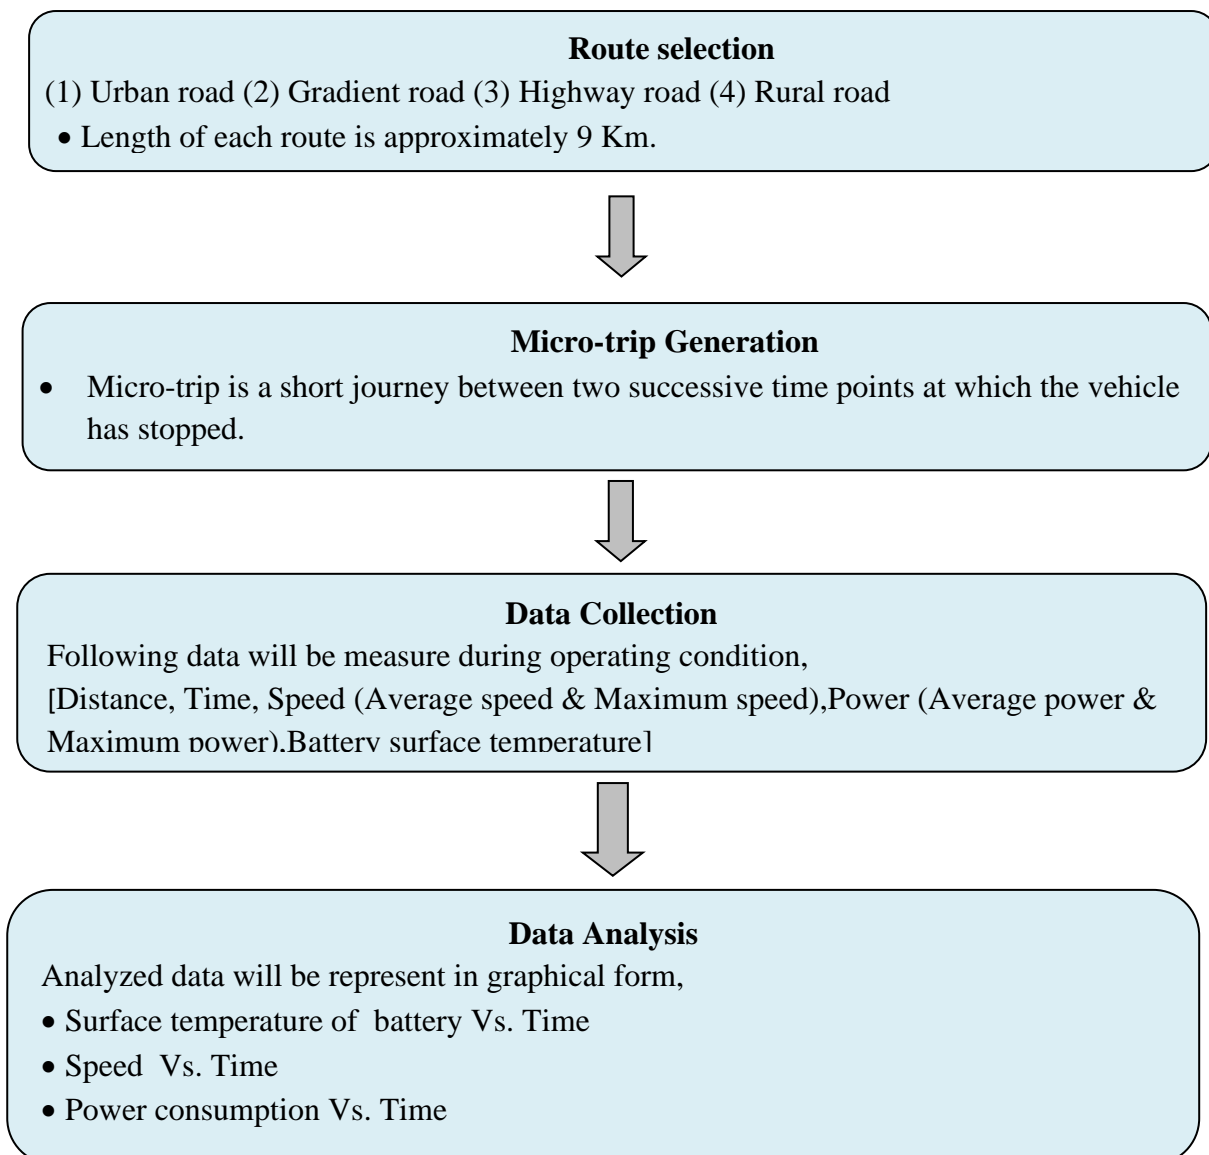 Route selection
(1) Urban road (2) Gradient road (3) Highway road (4) Rural road
• Length of each route is approximately 9 Km.
Micro-trip Generation
• Micro-trip is a short journey between two successive time points at which the vehicle
has stopped.
Data Collection
Following data will be measure during operating condition,
[Distance, Time, Speed (Average speed & Maximum speed),Power (Average power &
Maximum power),Battery surface temperature]
Data Analysis
Analyzed data will be represent in graphical form,
• Surface temperature of battery Vs. Time
• Speed Vs. Time
• Power consumption Vs. Time